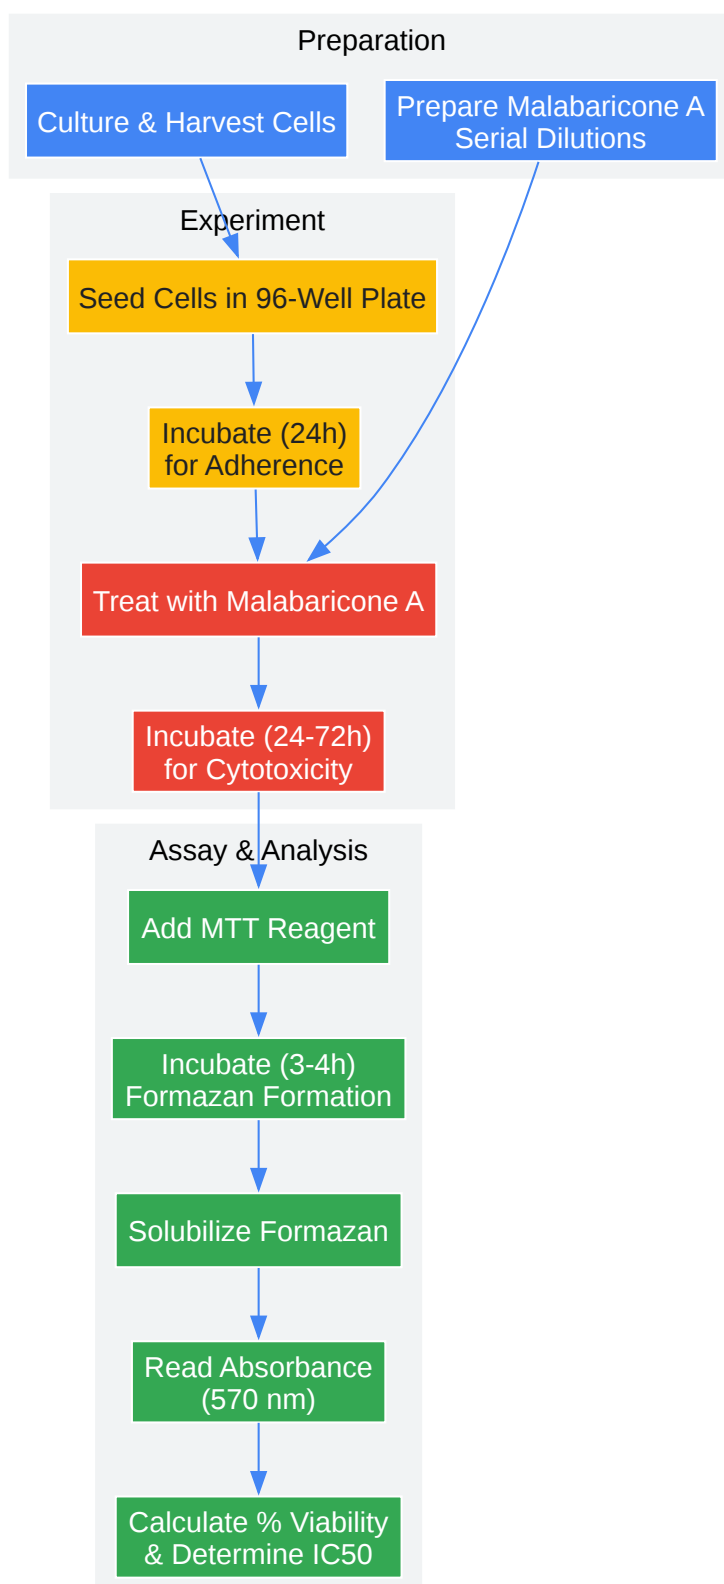 Preparation
Culture & Harvest Cells
Prepare Malabaricone A
Serial Dilutions
Experiment
Seed Cells in 96-Well Plate
Incubate (24h)
for Adherence
Treat with Malabaricone A
Incubate (24-72h)
for Cytotoxicity
Assay & Analysis
Add MTT Reagent
Incubate (3-4h)
Formazan Formation
Solubilize Formazan
Read Absorbance
(570 nm)
Calculate % Viability
& Determine IC50